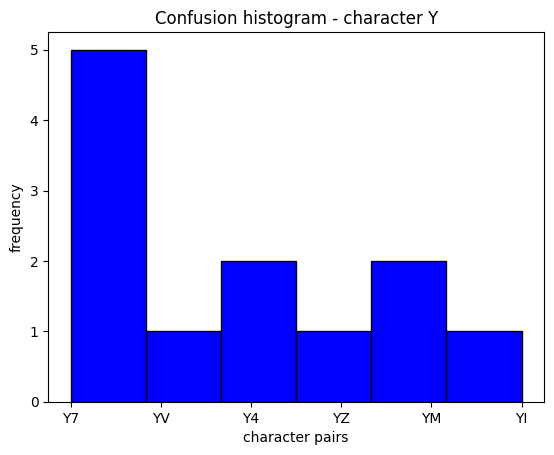 Confusion histogram - character Y
frequency
5
4
3
2
1
0
Y7 YV Y4 YZ YM YI
character pairs